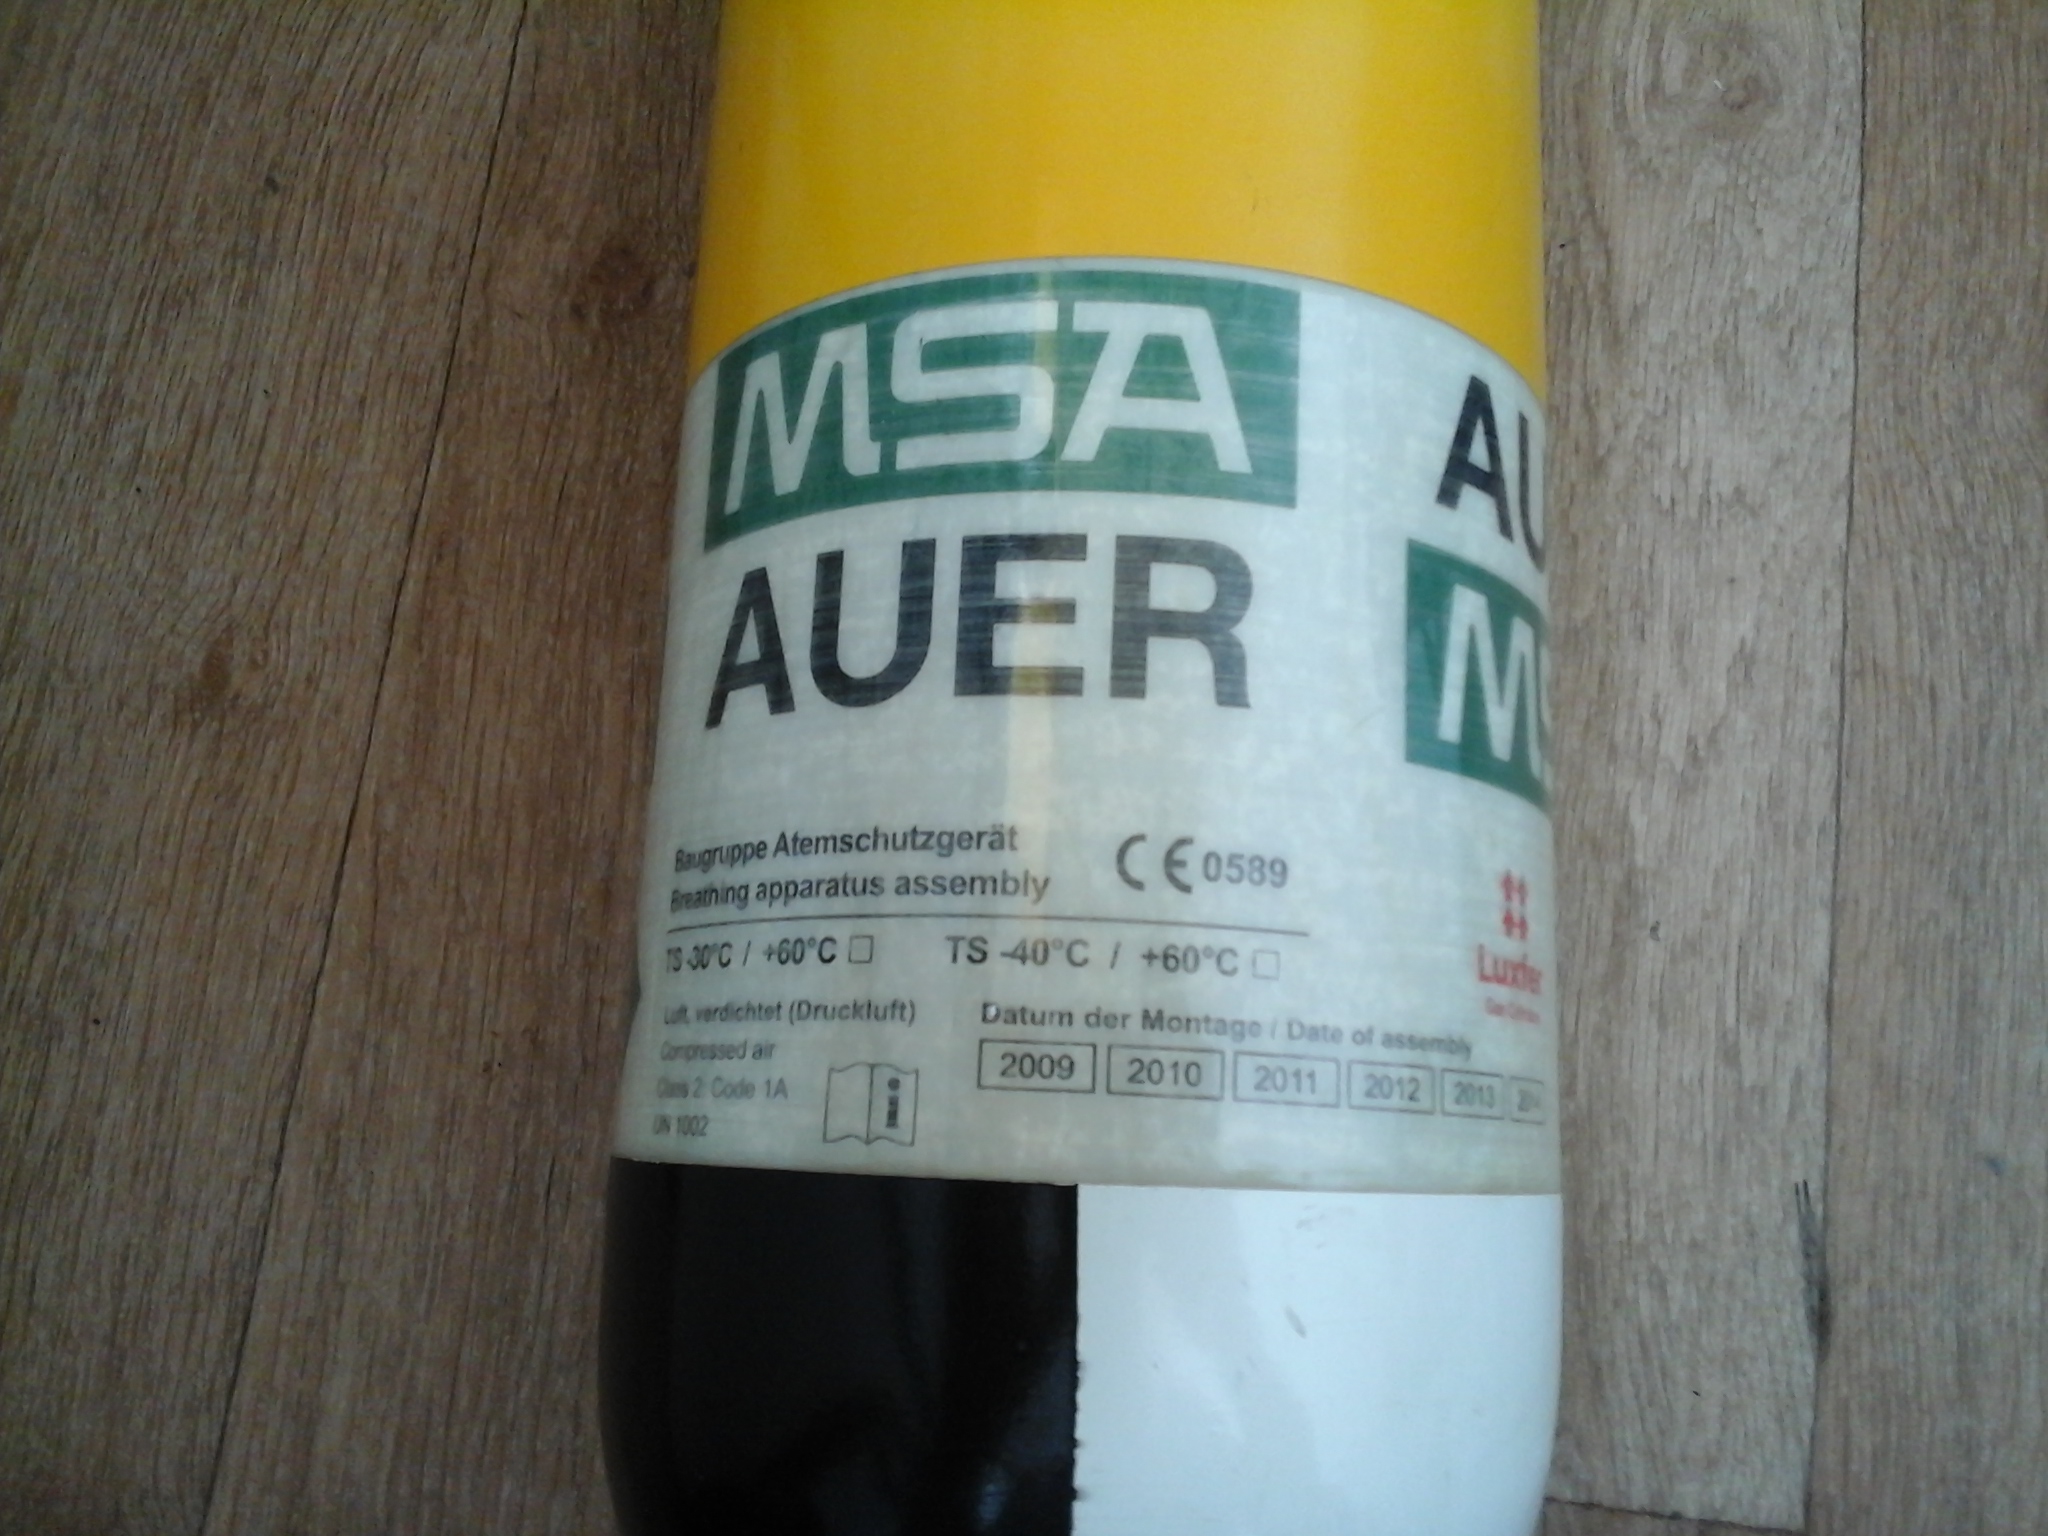 MSA
AUER
AU
M
Baugruppe Atemschutzgerät
Breathing apparatus assembly
CE 0589
TS -30°C / +60°C
TS -40°C / +60°C
Luxfer
Luft, verdichtet (Druckluft)
Compressed air
Class 2 Code 1A
UN 1002
i
Datum der Montage / Date of assembly
2009 2010 2011 2012 2013